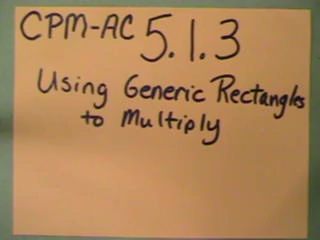 CPM-AC 5.1.3
Using Generic Rectangles
to Multiply